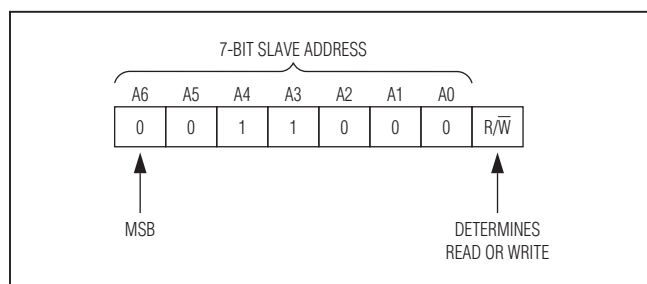 7-BIT SLAVE ADDRESS
A6 A5 A4 A3 A2 A1 A0
0 0 1 1 0 0 0 R/W̅
MSB
DETERMINES
READ OR WRITE